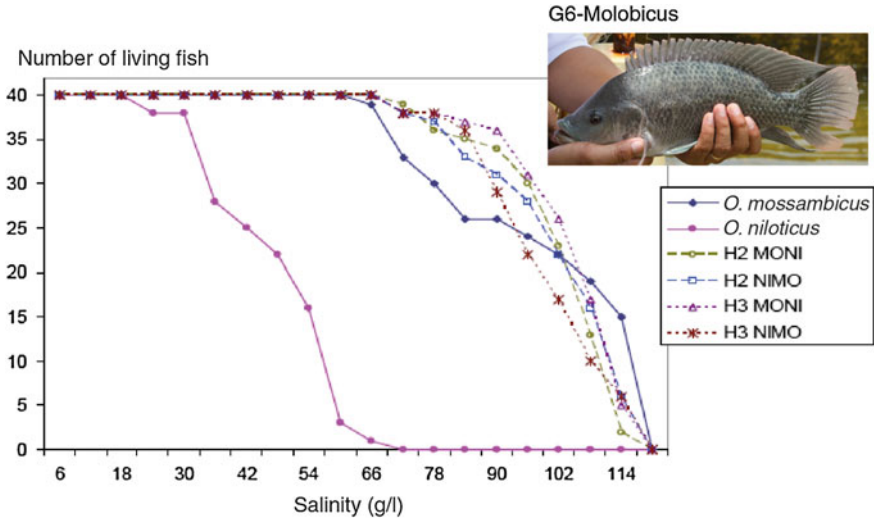 G6-Molobicus
Number of living fish
40
35
30
25
20
15
10
5
0
6 18 30 42 54 66 78 90 102 114
Salinity (g/l)
O. mossambicus
O. niloticus
H2 MONI
H2 NIMO
H3 MONI
H3 NIMO